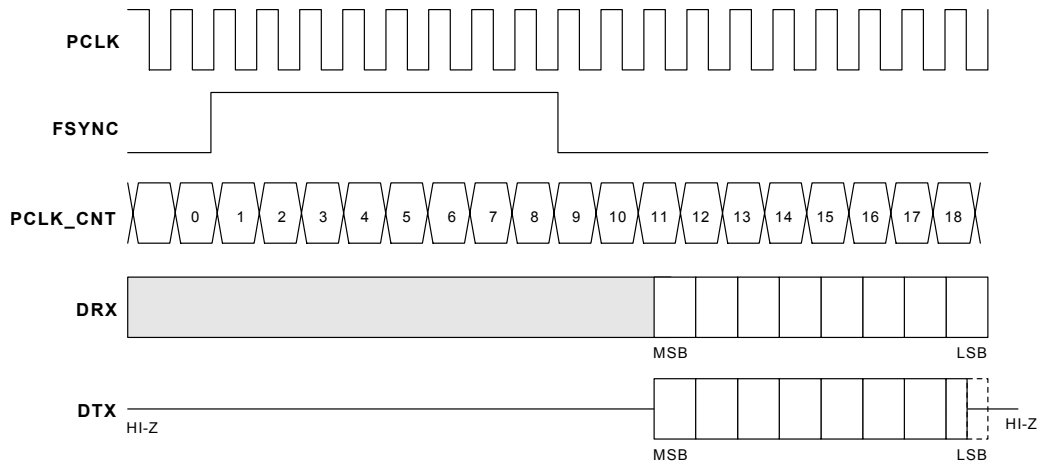 PCLK
FSYNC
PCLK_CNT 0 1 2 3 4 5 6 7 8 9 10 11 12 13 14 15 16 17 18
DRX
MSB LSB
DTX
HI-Z HI-Z
MSB LSB